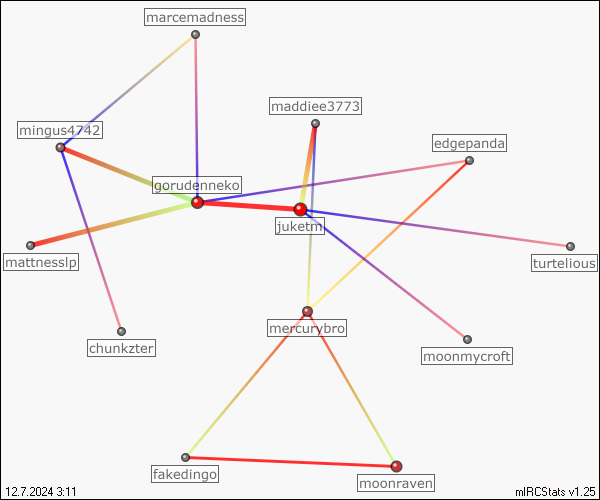 marcemadness
maddiee3773
mingus4742
edgepanda
gorudenneko
juketm
mattnesslp
turtelious
mercurybro
chunkzter
moonmycroft
fakedingo
moonraven
12.7.2024 3:11
mIRCStats v1.25